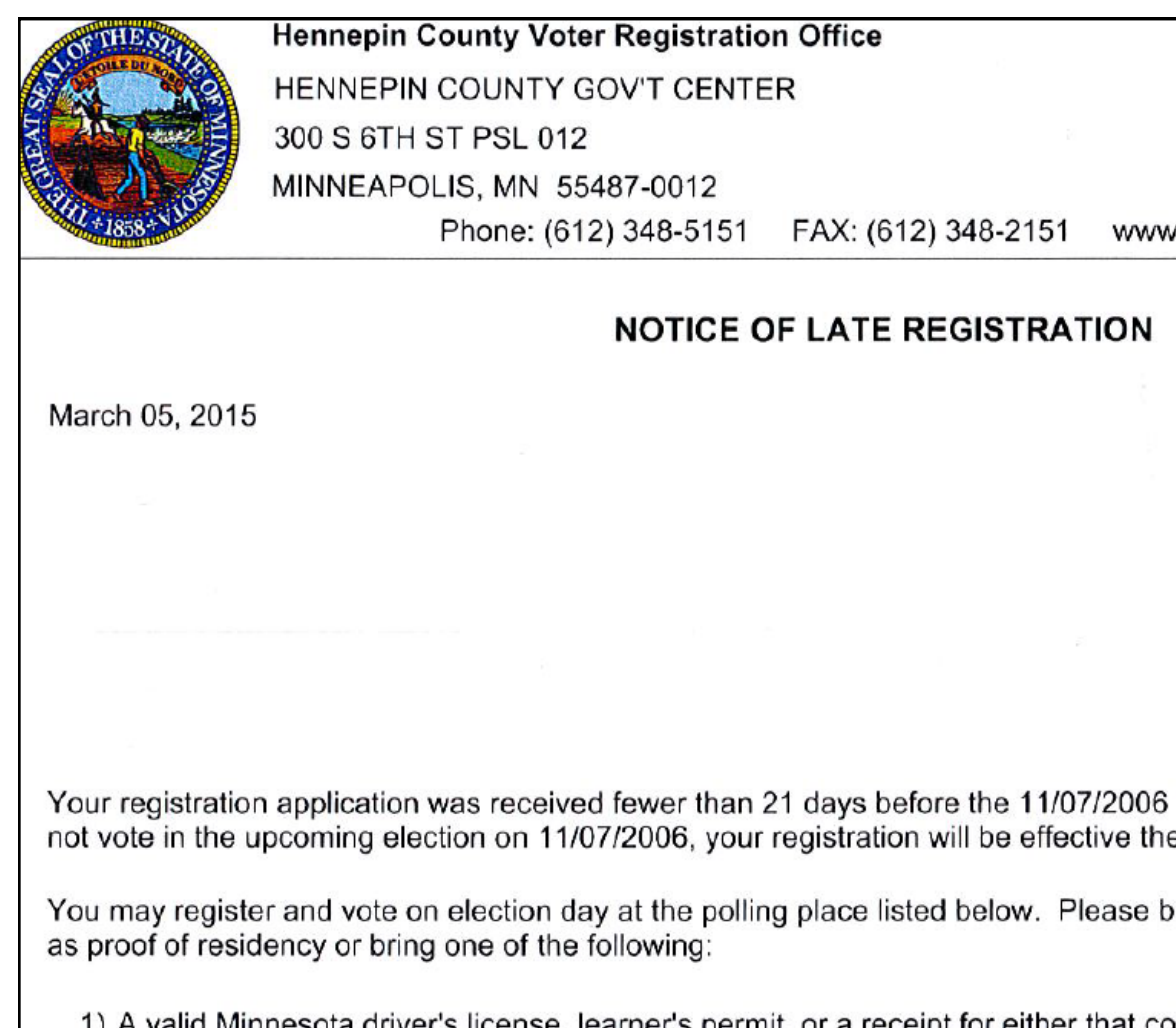 THE GREAT SEAL OF THE STATE OF MINNESOTA
L'ETOILE DU NORD
1858
Hennepin County Voter Registration Office
HENNEPIN COUNTY GOV'T CENTER
300 S 6TH ST PSL 012
MINNEAPOLIS, MN 55487-0012
Phone: (612) 348-5151 FAX: (612) 348-2151 www
NOTICE OF LATE REGISTRATION
March 05, 2015
Your registration application was received fewer than 21 days before the 11/07/2006
not vote in the upcoming election on 11/07/2006, your registration will be effective the
You may register and vote on election day at the polling place listed below. Please b
as proof of residency or bring one of the following:
1) A valid Minnesota driver's license, learner's permit, or a receipt for either that co